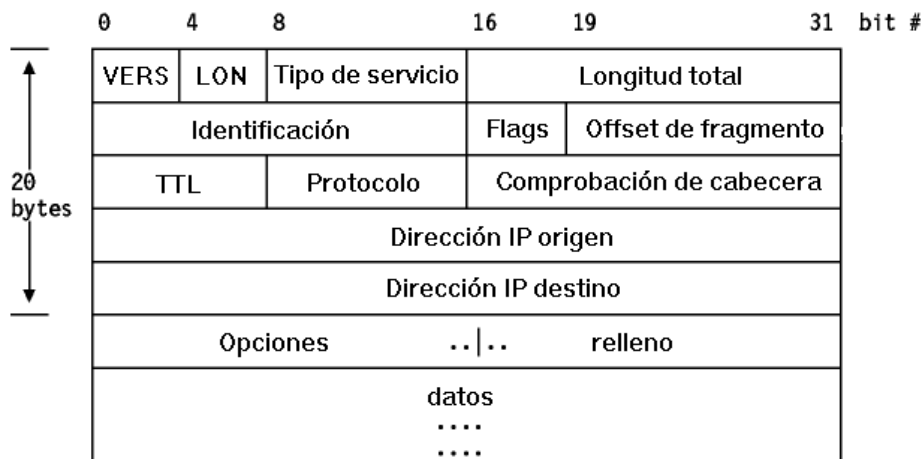 0 4 8 16 19 31 bit #
VERS LON Tipo de servicio Longitud total
Identificación Flags Offset de fragmento
20 bytes
TTL Protocolo Comprobación de cabecera
Dirección IP origen
Dirección IP destino
Opciones ..|.. relleno
datos
....
....